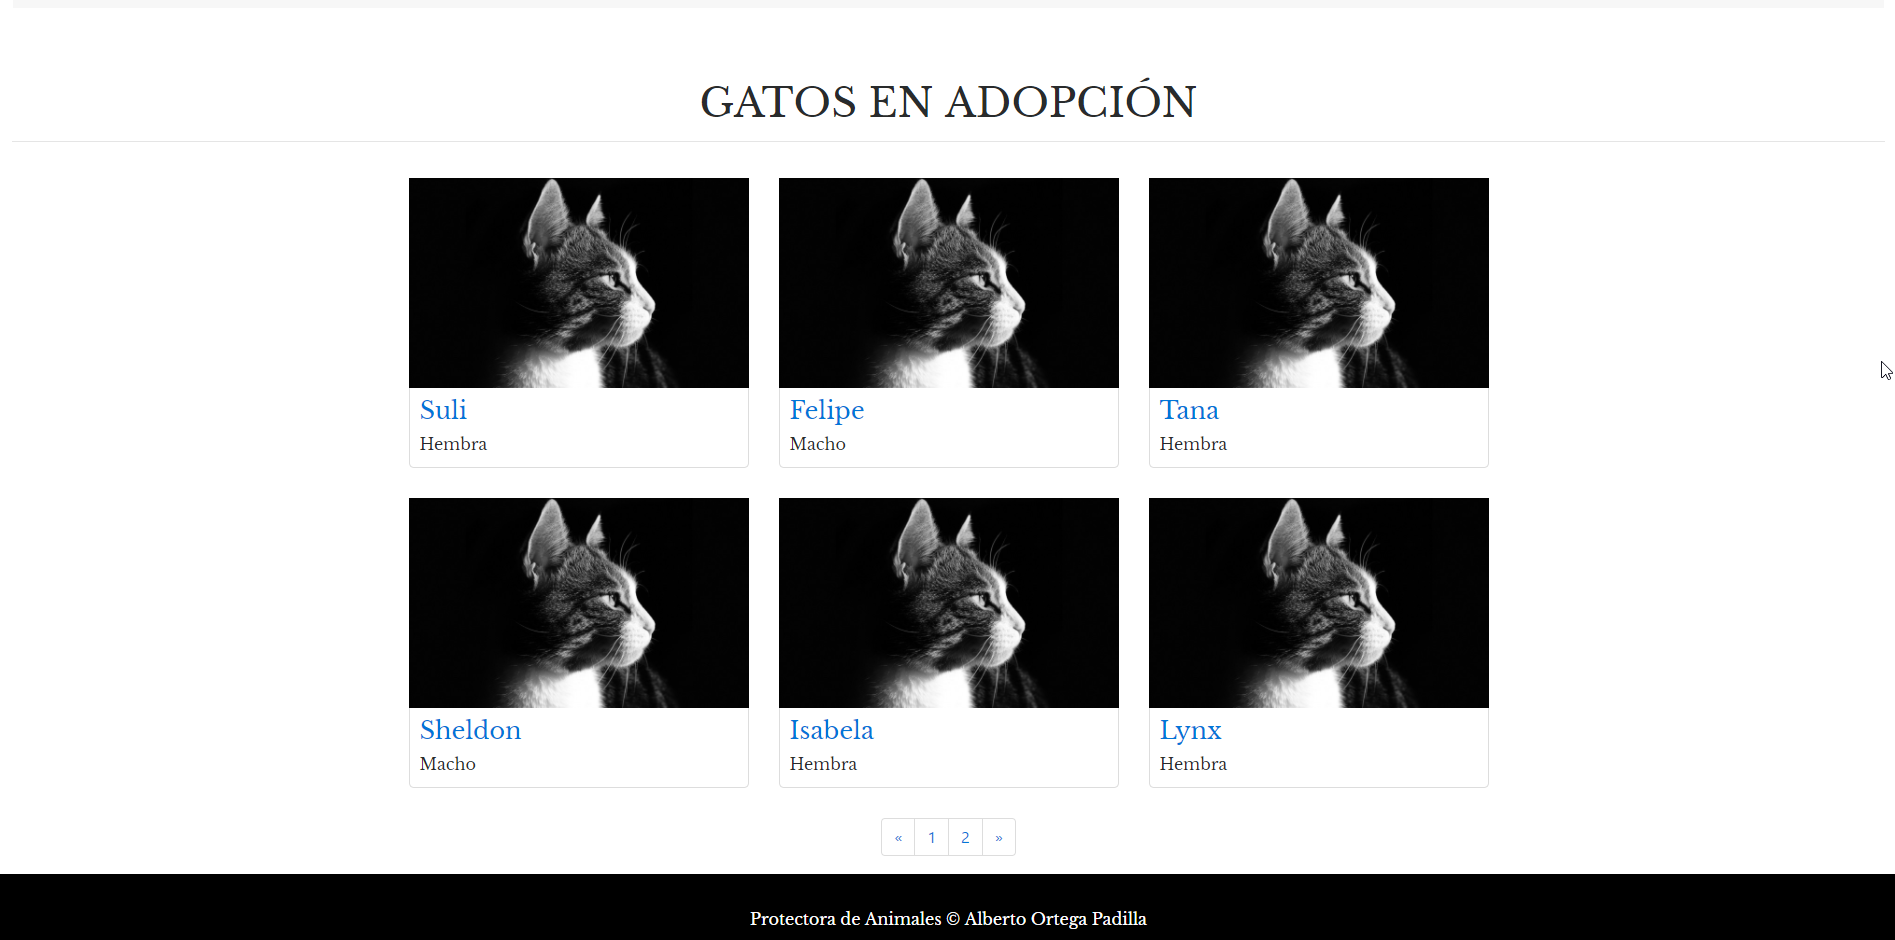 GATOS EN ADOPCIÓN
Suli
Hembra
Felipe
Macho
Tana
Hembra
Sheldon
Macho
Isabela
Hembra
Lynx
Hembra
« 1 2 »
Protectora de Animales © Alberto Ortega Padilla